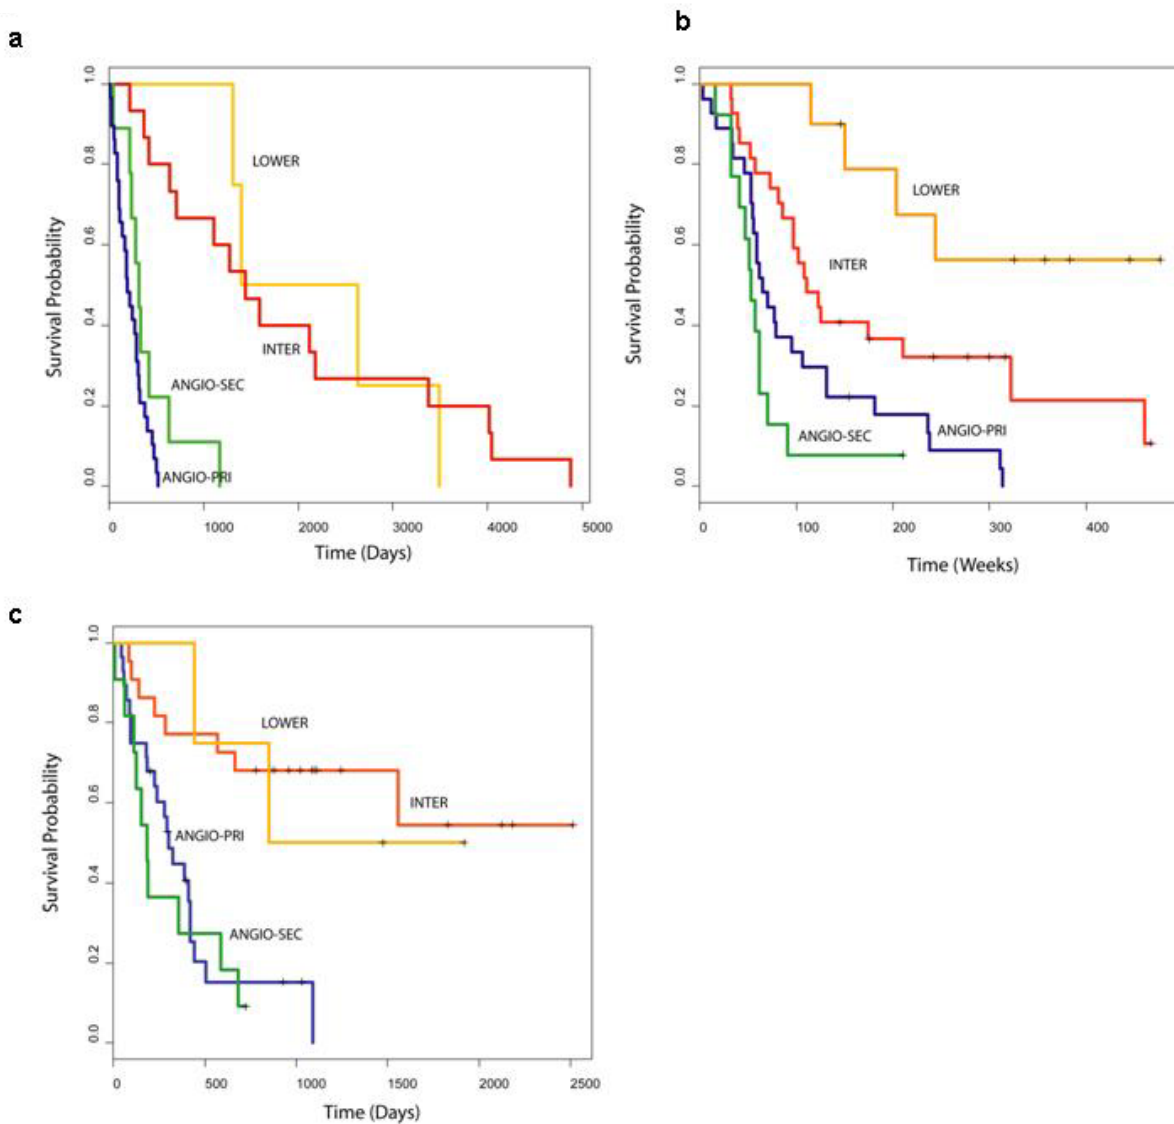 a
1.0
0.8
0.6
0.4
0.2
0.0
Survival Probability
LOWER
INTER
ANGIO-SEC
ANGIO-PRI
0 1000 2000 3000 4000 5000
Time (Days)
b
1.0
0.8
0.6
0.4
0.2
0.0
Survival Probability
LOWER
INTER
ANGIO-SEC
ANGIO-PRI
0 100 200 300 400
Time (Weeks)
c
1.0
0.8
0.6
0.4
0.2
0.0
Survival Probability
LOWER
INTER
ANGIO-PRI
ANGIO-SEC
0 500 1000 1500 2000 2500
Time (Days)